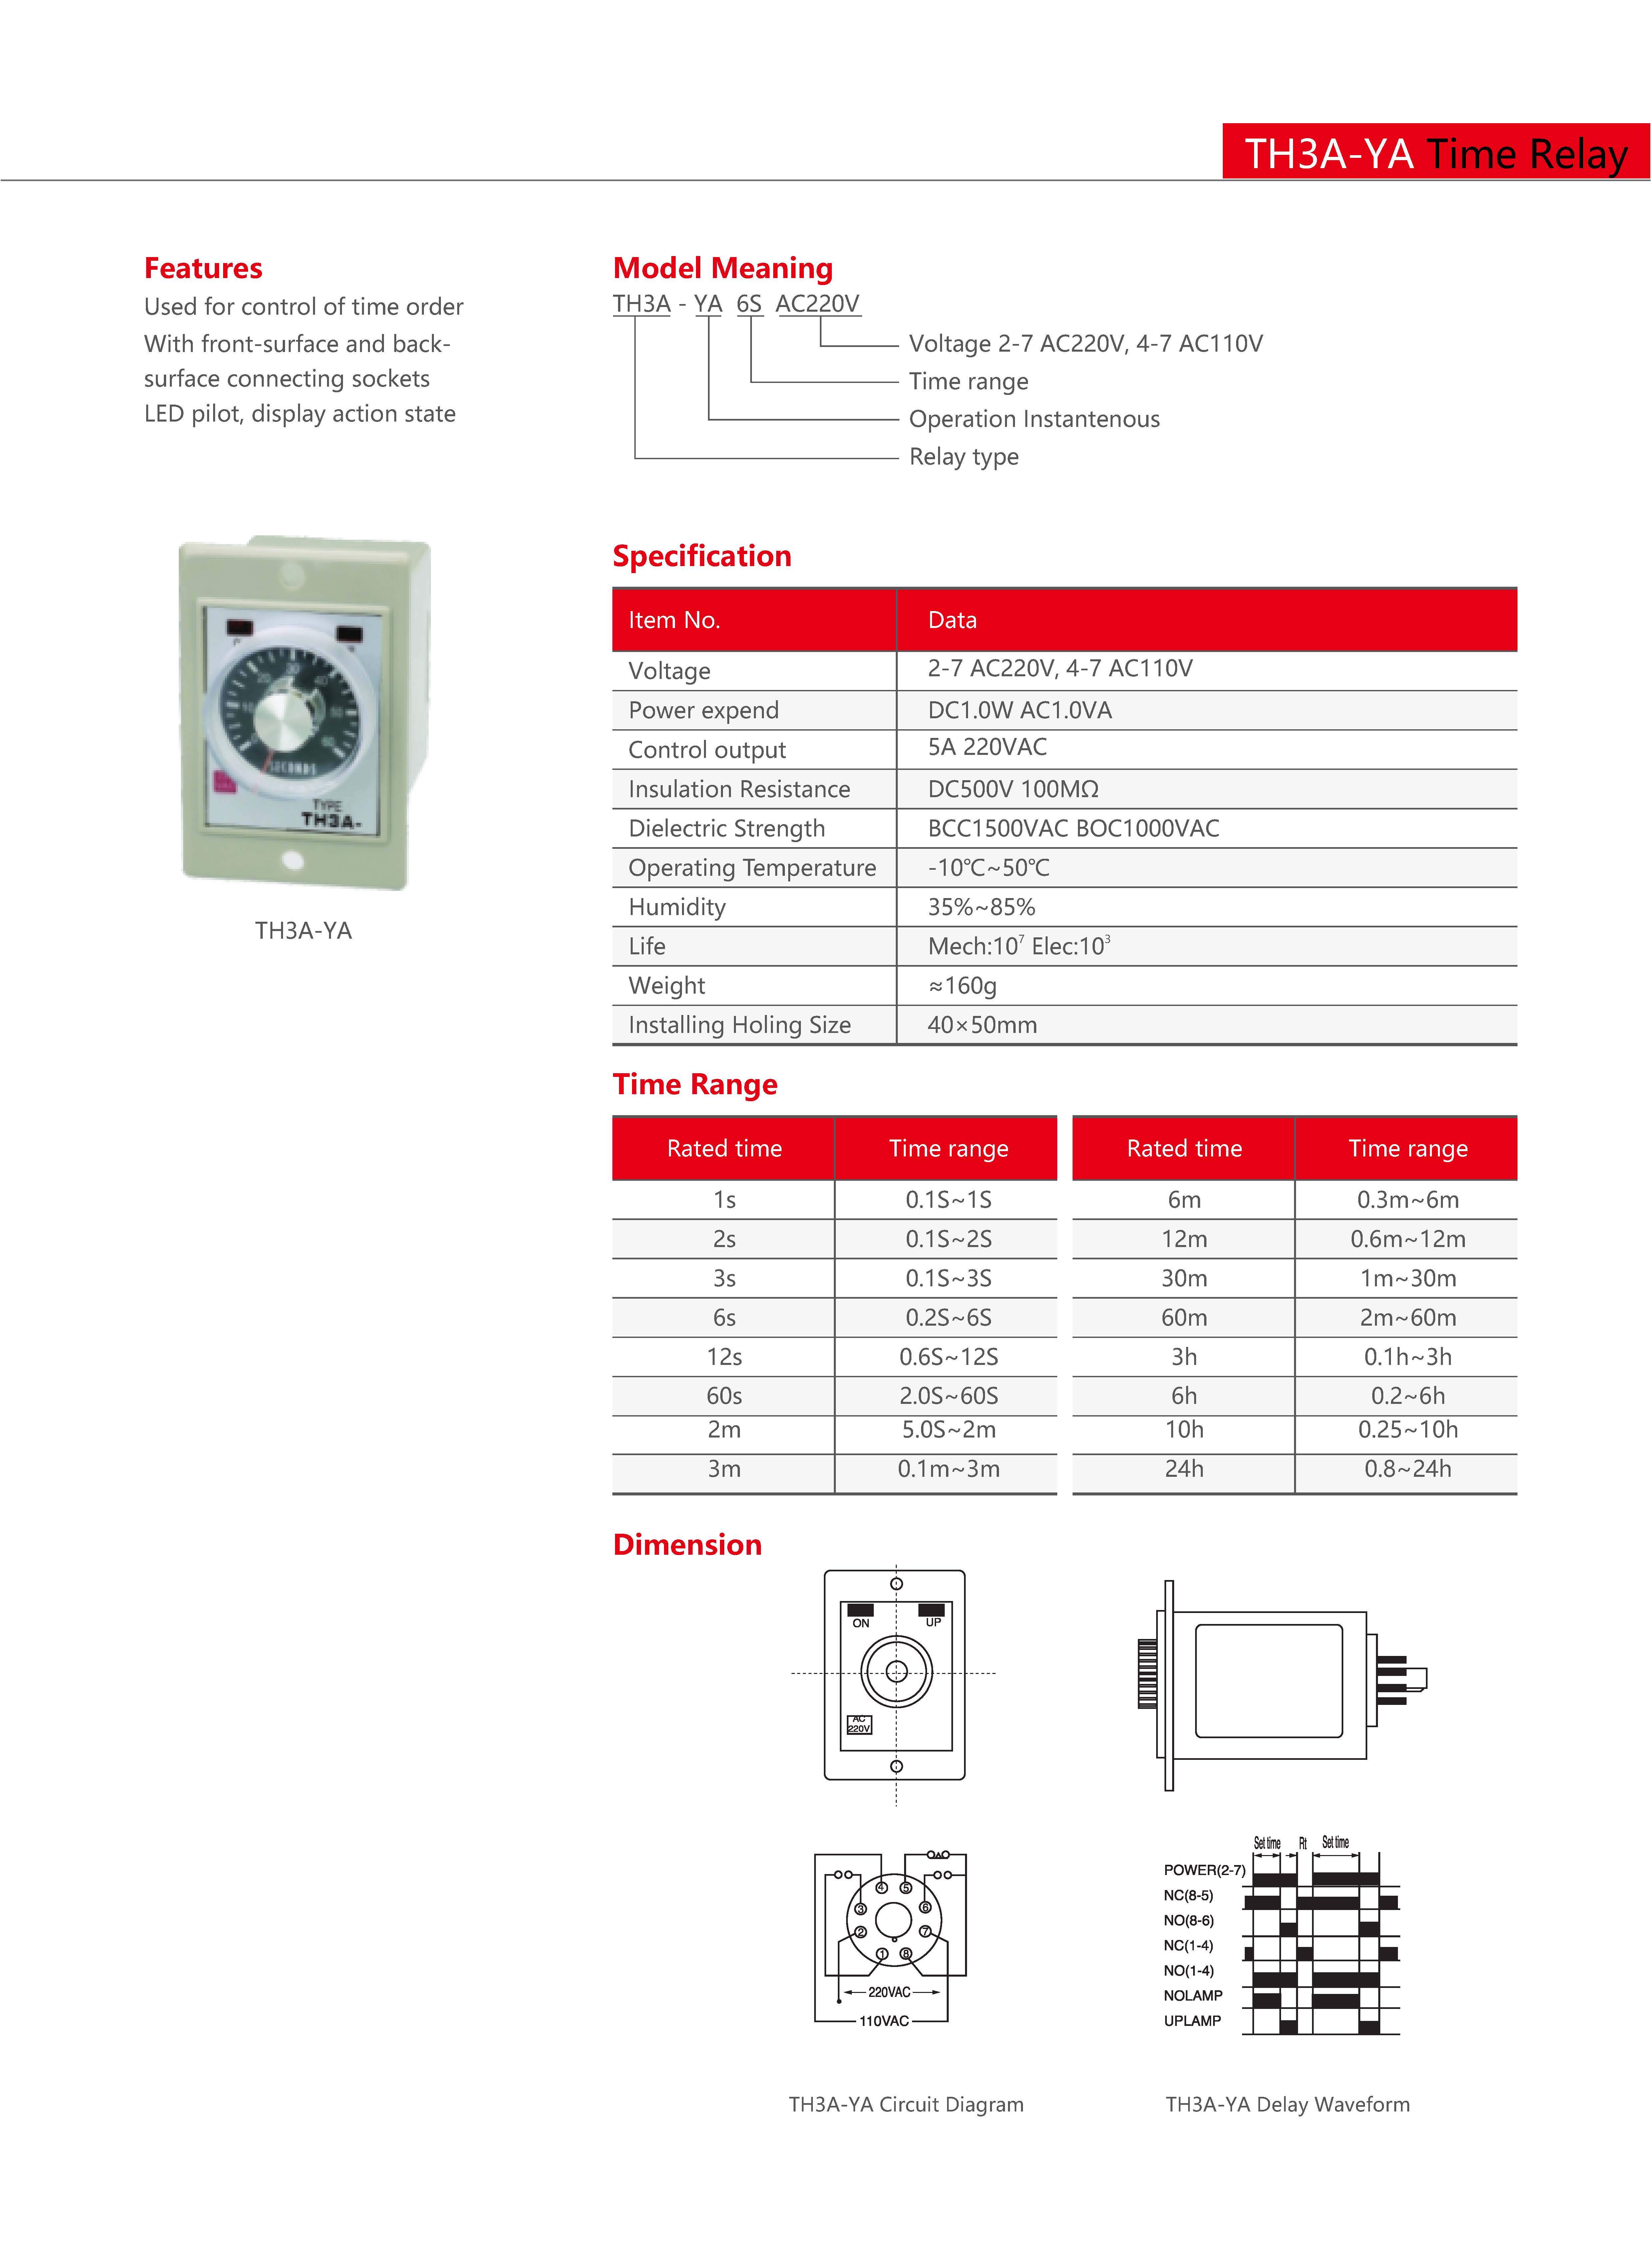 TH3A-YA Time Relay
Features
Used for control of time order
With front-surface and back-
surface connecting sockets
LED pilot, display action state
TH3A-YA
Model Meaning
TH3A - YA 6S AC220V
Voltage 2-7 AC220V, 4-7 AC110V
Time range
Operation Instantenous
Relay type
SECONDS
TYPE
TH3A-
Specification
Item No. Data
Voltage 2-7 AC220V, 4-7 AC110V
Power expend DC1.0W AC1.0VA
Control output 5A 220VAC
Insulation Resistance DC500V 100MΩ
Dielectric Strength BCC1500VAC BOC1000VAC
Operating Temperature -10℃~50℃
Humidity 35%~85%
Life Mech:10⁷ Elec:10³
Weight ≈160g
Installing Holing Size 40×50mm
Time Range
Rated time Time range Rated time Time range
1s 0.1S~1S 6m 0.3m~6m
2s 0.1S~2S 12m 0.6m~12m
3s 0.1S~3S 30m 1m~30m
6s 0.2S~6S 60m 2m~60m
12s 0.6S~12S 3h 0.1h~3h
60s 2.0S~60S 6h 0.2~6h
2m 5.0S~2m 10h 0.25~10h
3m 0.1m~3m 24h 0.8~24h
Dimension
ON UP
AC
220V
4 5
3 6
2 7
1 8
220VAC
110VAC
TH3A-YA Circuit Diagram
Set time Rt Set time
POWER(2-7)
NC(8-5)
NO(8-6)
NC(1-4)
NO(1-4)
NOLAMP
UPLAMP
TH3A-YA Delay Waveform